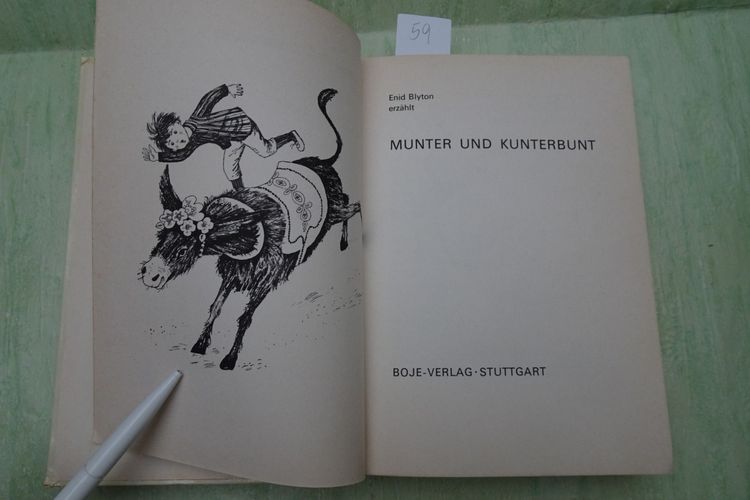 59
Enid Blyton
erzählt
MUNTER UND KUNTERBUNT
BOJE-VERLAG · STUTTGART